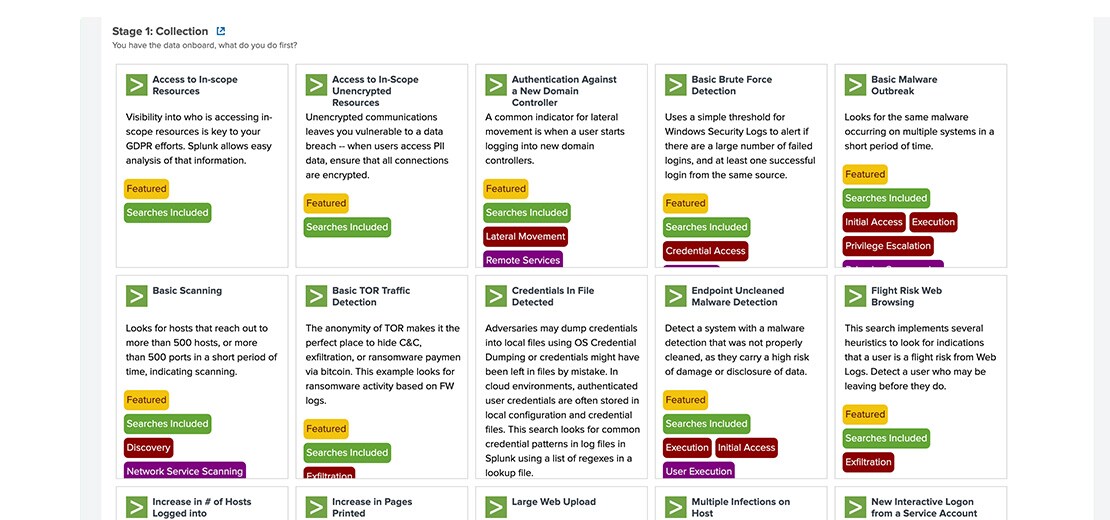 Stage 1: Collection
You have the data onboard, what do you do first?
Access to In-scope
Resources
Visibility into who is accessing in-
scope resources is key to your
GDPR efforts. Splunk allows easy
analysis of that information.
Featured
Searches Included
Access to In-Scope
Unencrypted
Resources
Unencrypted communications
leaves you vulnerable to a data
breach -- when users access PII
data, ensure that all connections
are encrypted.
Featured
Searches Included
Authentication Against
a New Domain
Controller
A common indicator for lateral
movement is when a user starts
logging into new domain
controllers.
Featured
Searches Included
Lateral Movement
Remote Services
Basic Brute Force
Detection
Uses a simple threshold for
Windows Security Logs to alert if
there are a large number of failed
logins, and at least one successful
login from the same source.
Featured
Searches Included
Credential Access
Basic Malware
Outbreak
Looks for the same malware
occurring on multiple systems in a
short period of time.
Featured
Searches Included
Initial Access Execution
Privilege Escalation
Basic Scanning
Looks for hosts that reach out to
more than 500 hosts, or more
than 500 ports in a short period of
time, indicating scanning.
Featured
Searches Included
Discovery
Network Service Scanning
Basic TOR Traffic
Detection
The anonymity of TOR makes it the
perfect place to hide C&C,
exfiltration, or ransomware paymen
via bitcoin. This example looks for
ransomware activity based on FW
logs.
Featured
Searches Included
Exfiltration
Credentials In File
Detected
Adversaries may dump credentials
into local files using OS Credential
Dumping or credentials might have
been left in files by mistake. In
cloud environments, authenticated
user credentials are often stored in
local configuration and credential
files. This search looks for common
credential patterns in log files in
Splunk using a list of regexes in a
lookup file.
Endpoint Uncleaned
Malware Detection
Detect a system with a malware
detection that was not properly
cleaned, as they carry a high risk
of damage or disclosure of data.
Featured
Searches Included
Execution Initial Access
User Execution
Flight Risk Web
Browsing
This search implements several
heuristics to look for indications
that a user is a flight risk from Web
Logs. Detect a user who may be
leaving before they do.
Featured
Searches Included
Exfiltration
Increase in # of Hosts
Logged into
Increase in Pages
Printed
Large Web Upload
Multiple Infections on
Host
New Interactive Logon
from a Service Account